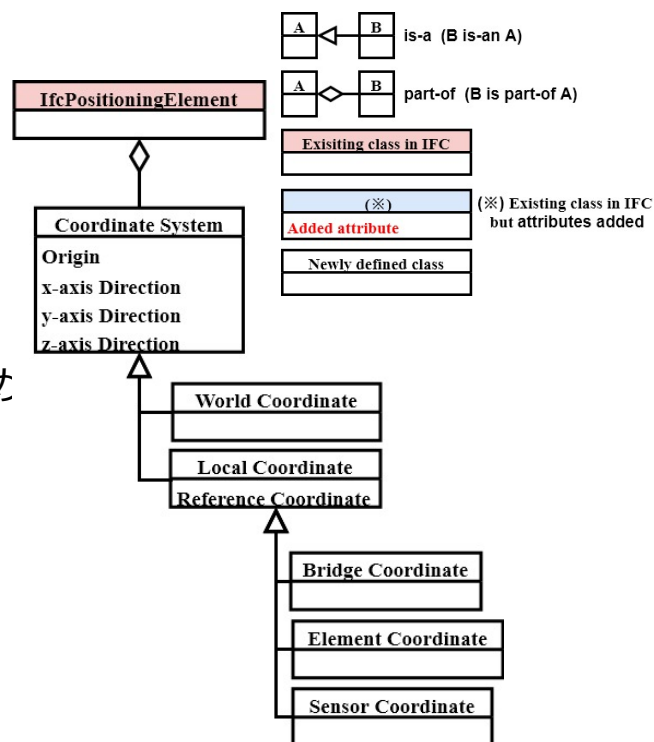 A
B
is-a (B is-an A)
A
B
part-of (B is part-of A)
IfcPositioningElement
Exisiting class in IFC
(※)
Added attribute
(※) Existing class in IFC
but attributes added
Newly defined class
Coordinate System
Origin
x-axis Direction
y-axis Direction
z-axis Direction
World Coordinate
Local Coordinate
Reference Coordinate
Bridge Coordinate
Element Coordinate
Sensor Coordinate